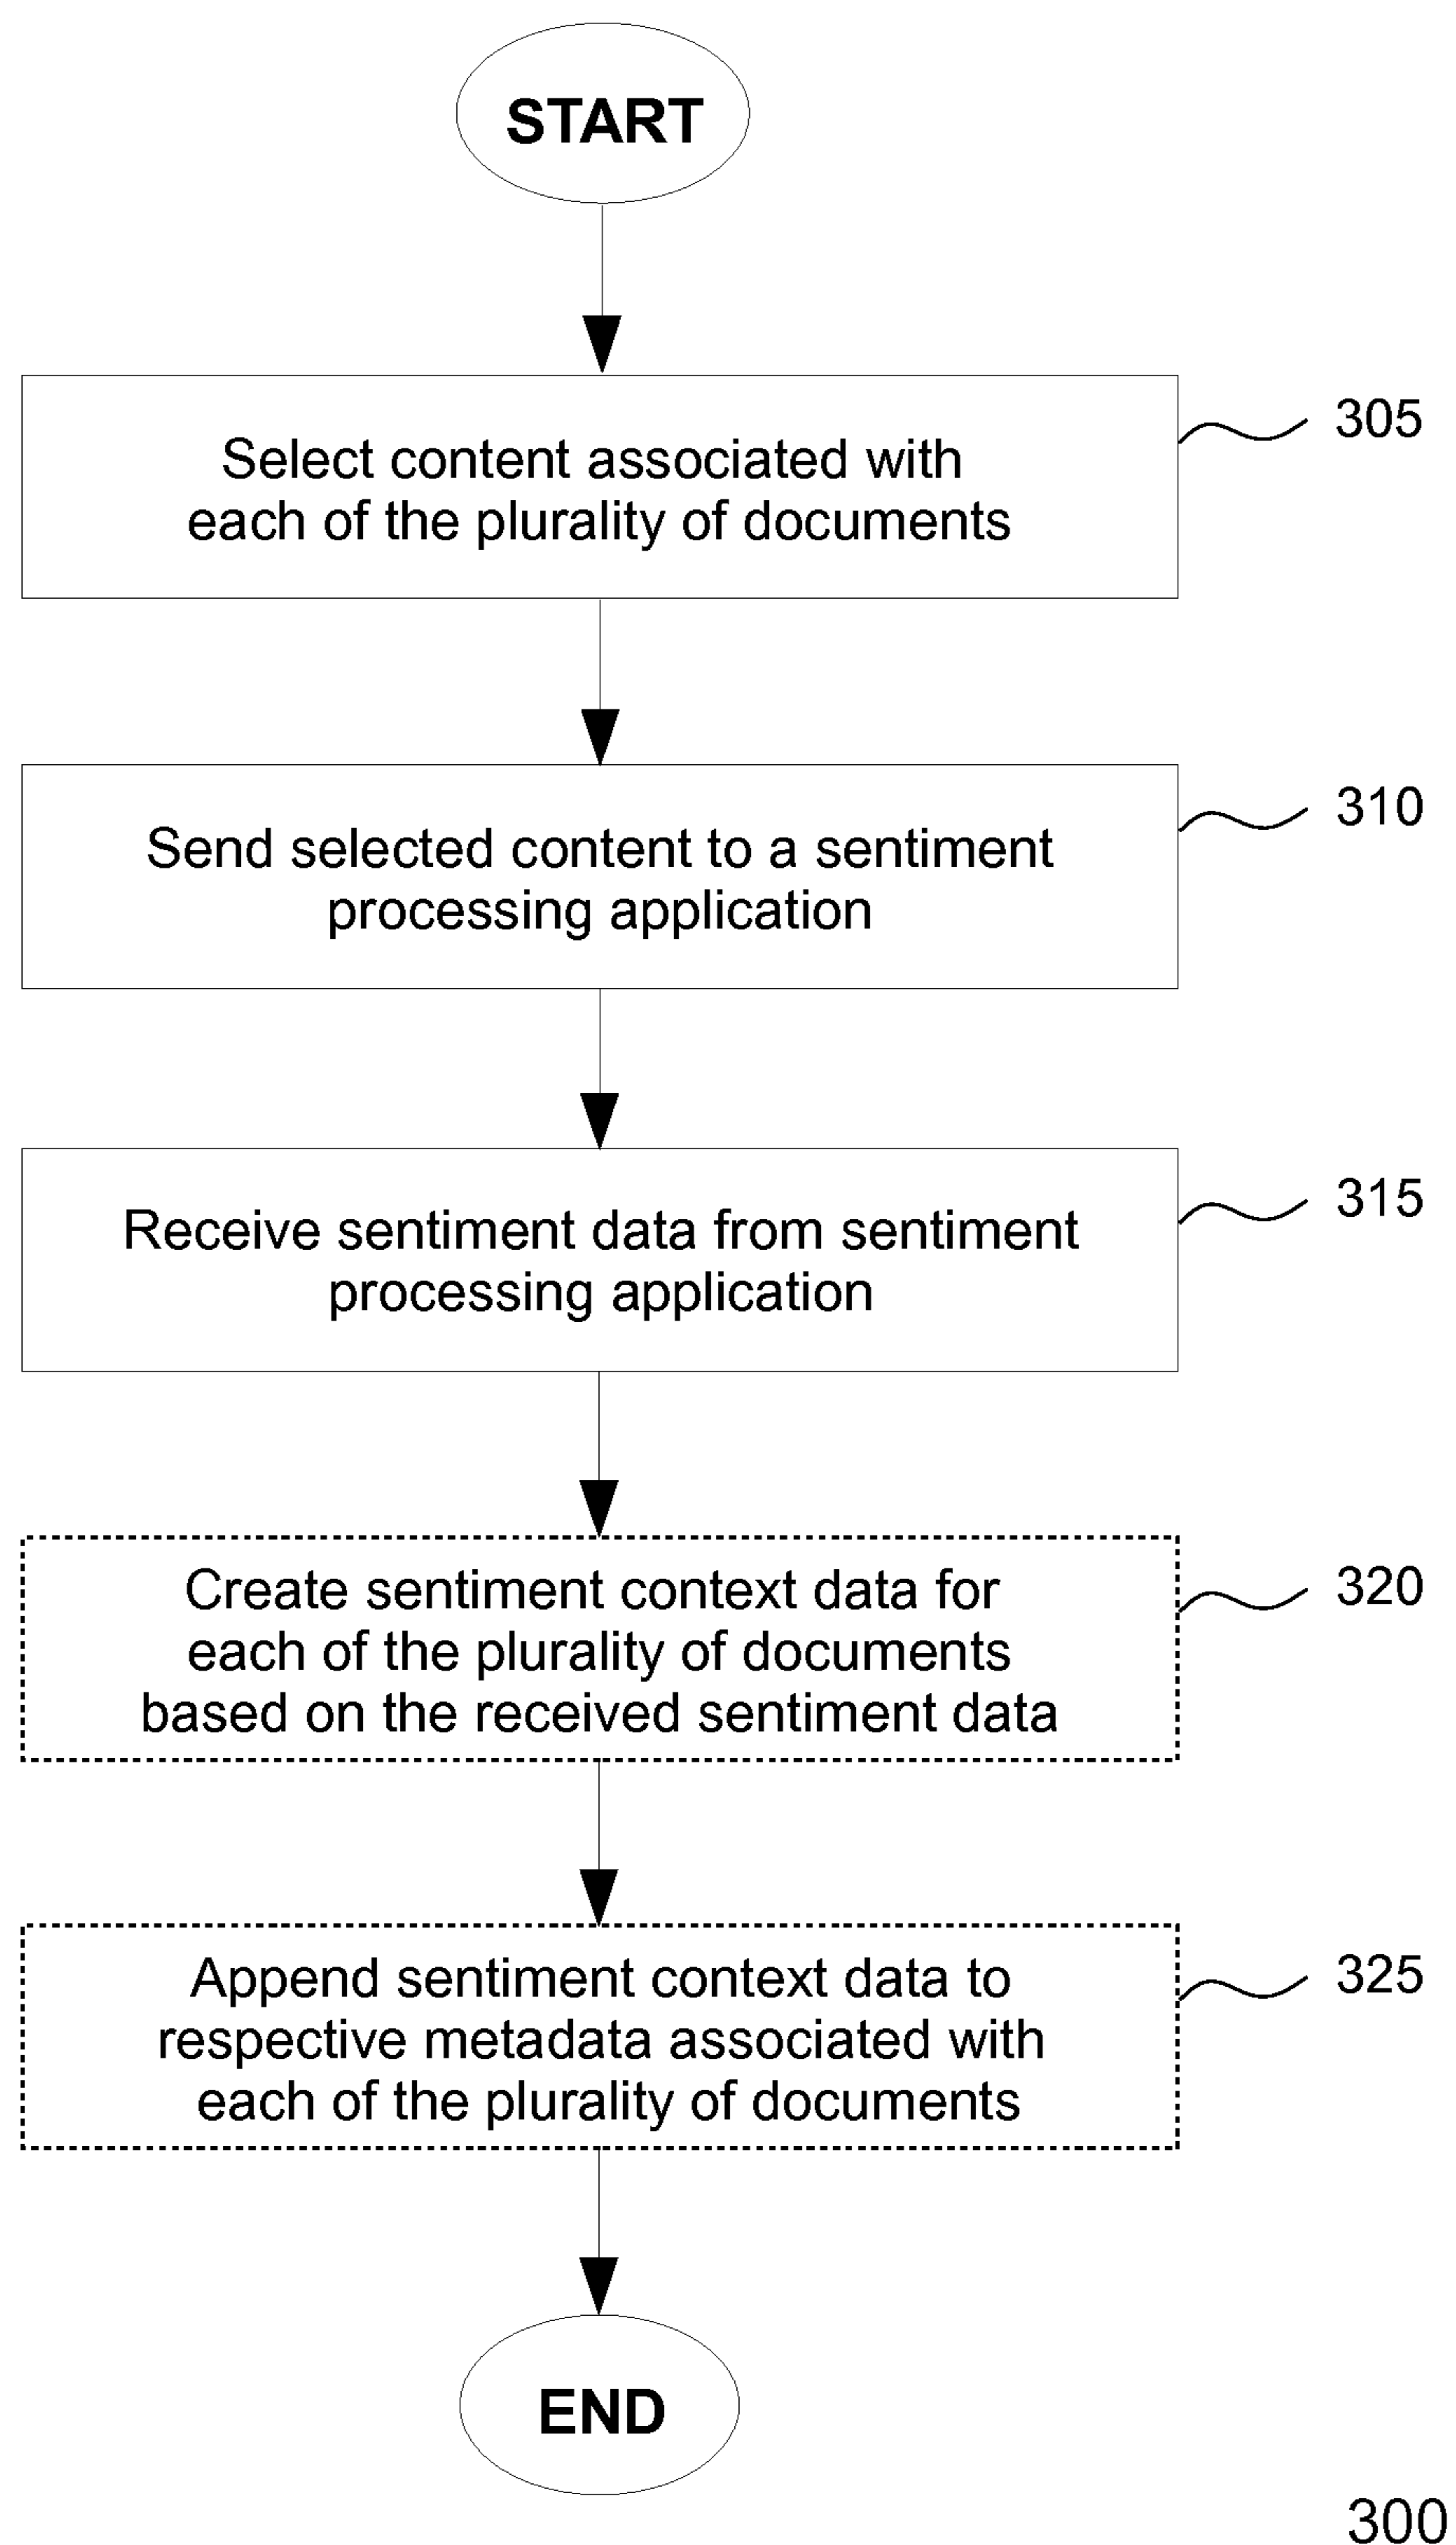 START
Select content associated with
each of the plurality of documents
305
Send selected content to a sentiment
processing application
310
Receive sentiment data from sentiment
processing application
315
Create sentiment context data for
each of the plurality of documents
based on the received sentiment data
320
Append sentiment context data to
respective metadata associated with
each of the plurality of documents
325
END
300